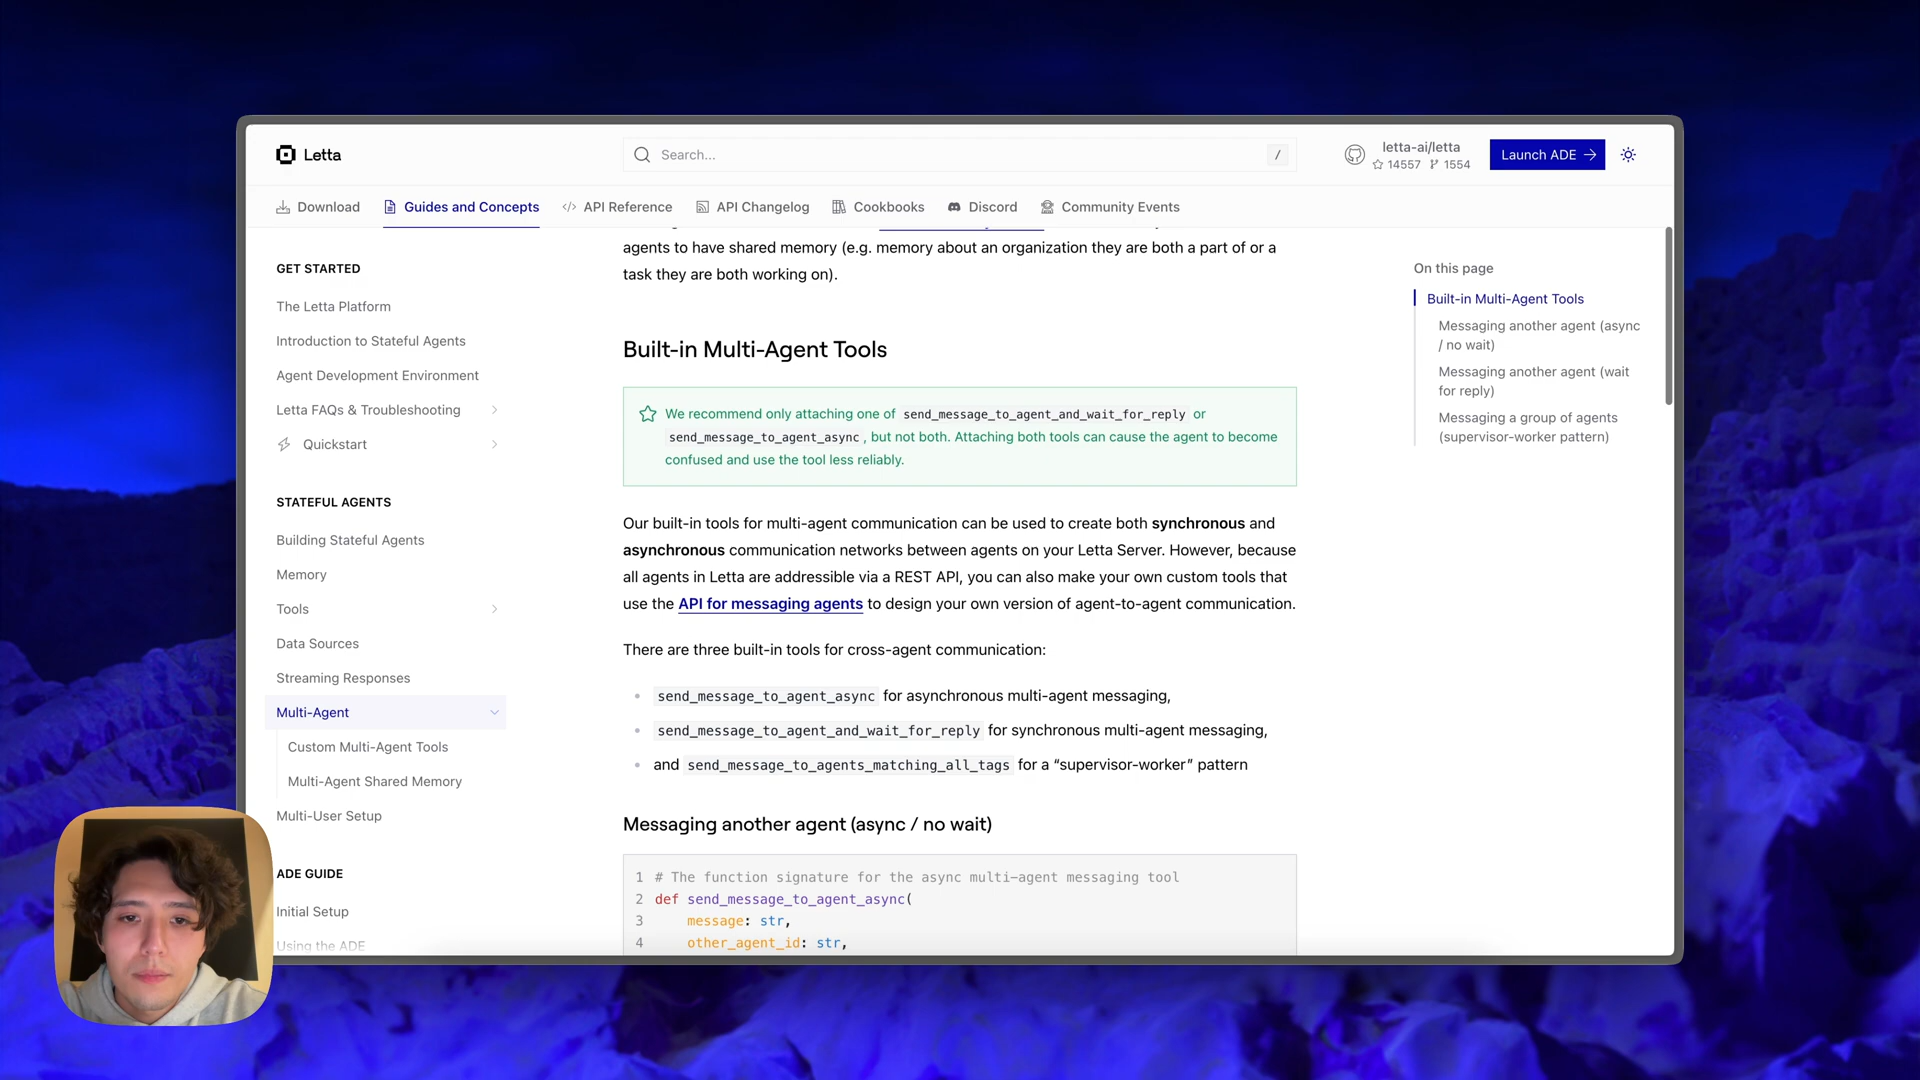 Letta
Search...
/
letta-ai/letta
14557 1554
Launch ADE
Download
Guides and Concepts
API Reference
API Changelog
Cookbooks
Discord
Community Events
GET STARTED
The Letta Platform
Introduction to Stateful Agents
Agent Development Environment
Letta FAQs & Troubleshooting
Quickstart
STATEFUL AGENTS
Building Stateful Agents
Memory
Tools
Data Sources
Streaming Responses
Multi-Agent
Custom Multi-Agent Tools
Multi-Agent Shared Memory
Multi-User Setup
ADE GUIDE
Initial Setup
Using the ADE
agents to have shared memory (e.g. memory about an organization they are both a part of or a
task they are both working on).
Built-in Multi-Agent Tools
We recommend only attaching one of send_message_to_agent_and_wait_for_reply or
send_message_to_agent_async, but not both. Attaching both tools can cause the agent to become
confused and use the tool less reliably.
Our built-in tools for multi-agent communication can be used to create both synchronous and
asynchronous communication networks between agents on your Letta Server. However, because
all agents in Letta are addressible via a REST API, you can also make your own custom tools that
use the API for messaging agents to design your own version of agent-to-agent communication.
There are three built-in tools for cross-agent communication:
• send_message_to_agent_async for asynchronous multi-agent messaging,
• send_message_to_agent_and_wait_for_reply for synchronous multi-agent messaging,
• and send_message_to_agents_matching_all_tags for a “supervisor-worker” pattern
Messaging another agent (async / no wait)
1 # The function signature for the async multi-agent messaging tool
2 def send_message_to_agent_async(
3 message: str,
4 other_agent_id: str,
On this page
Built-in Multi-Agent Tools
Messaging another agent (async
/ no wait)
Messaging another agent (wait
for reply)
Messaging a group of agents
(supervisor-worker pattern)